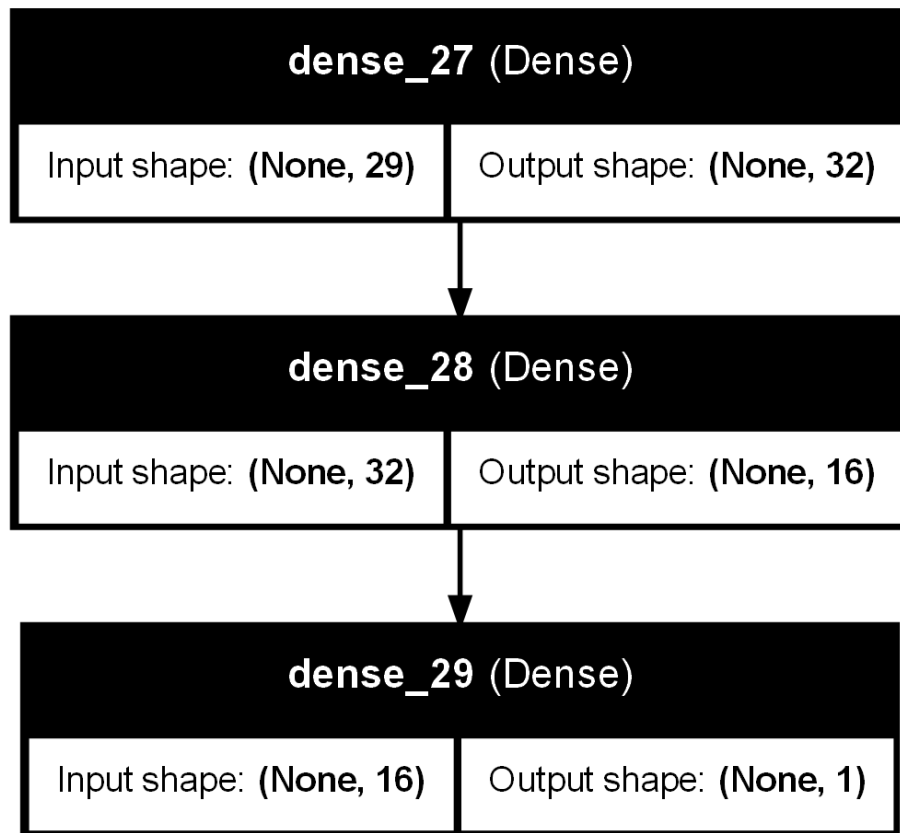 dense_27 (Dense)
Input shape: (None, 29) Output shape: (None, 32)
dense_28 (Dense)
Input shape: (None, 32) Output shape: (None, 16)
dense_29 (Dense)
Input shape: (None, 16) Output shape: (None, 1)